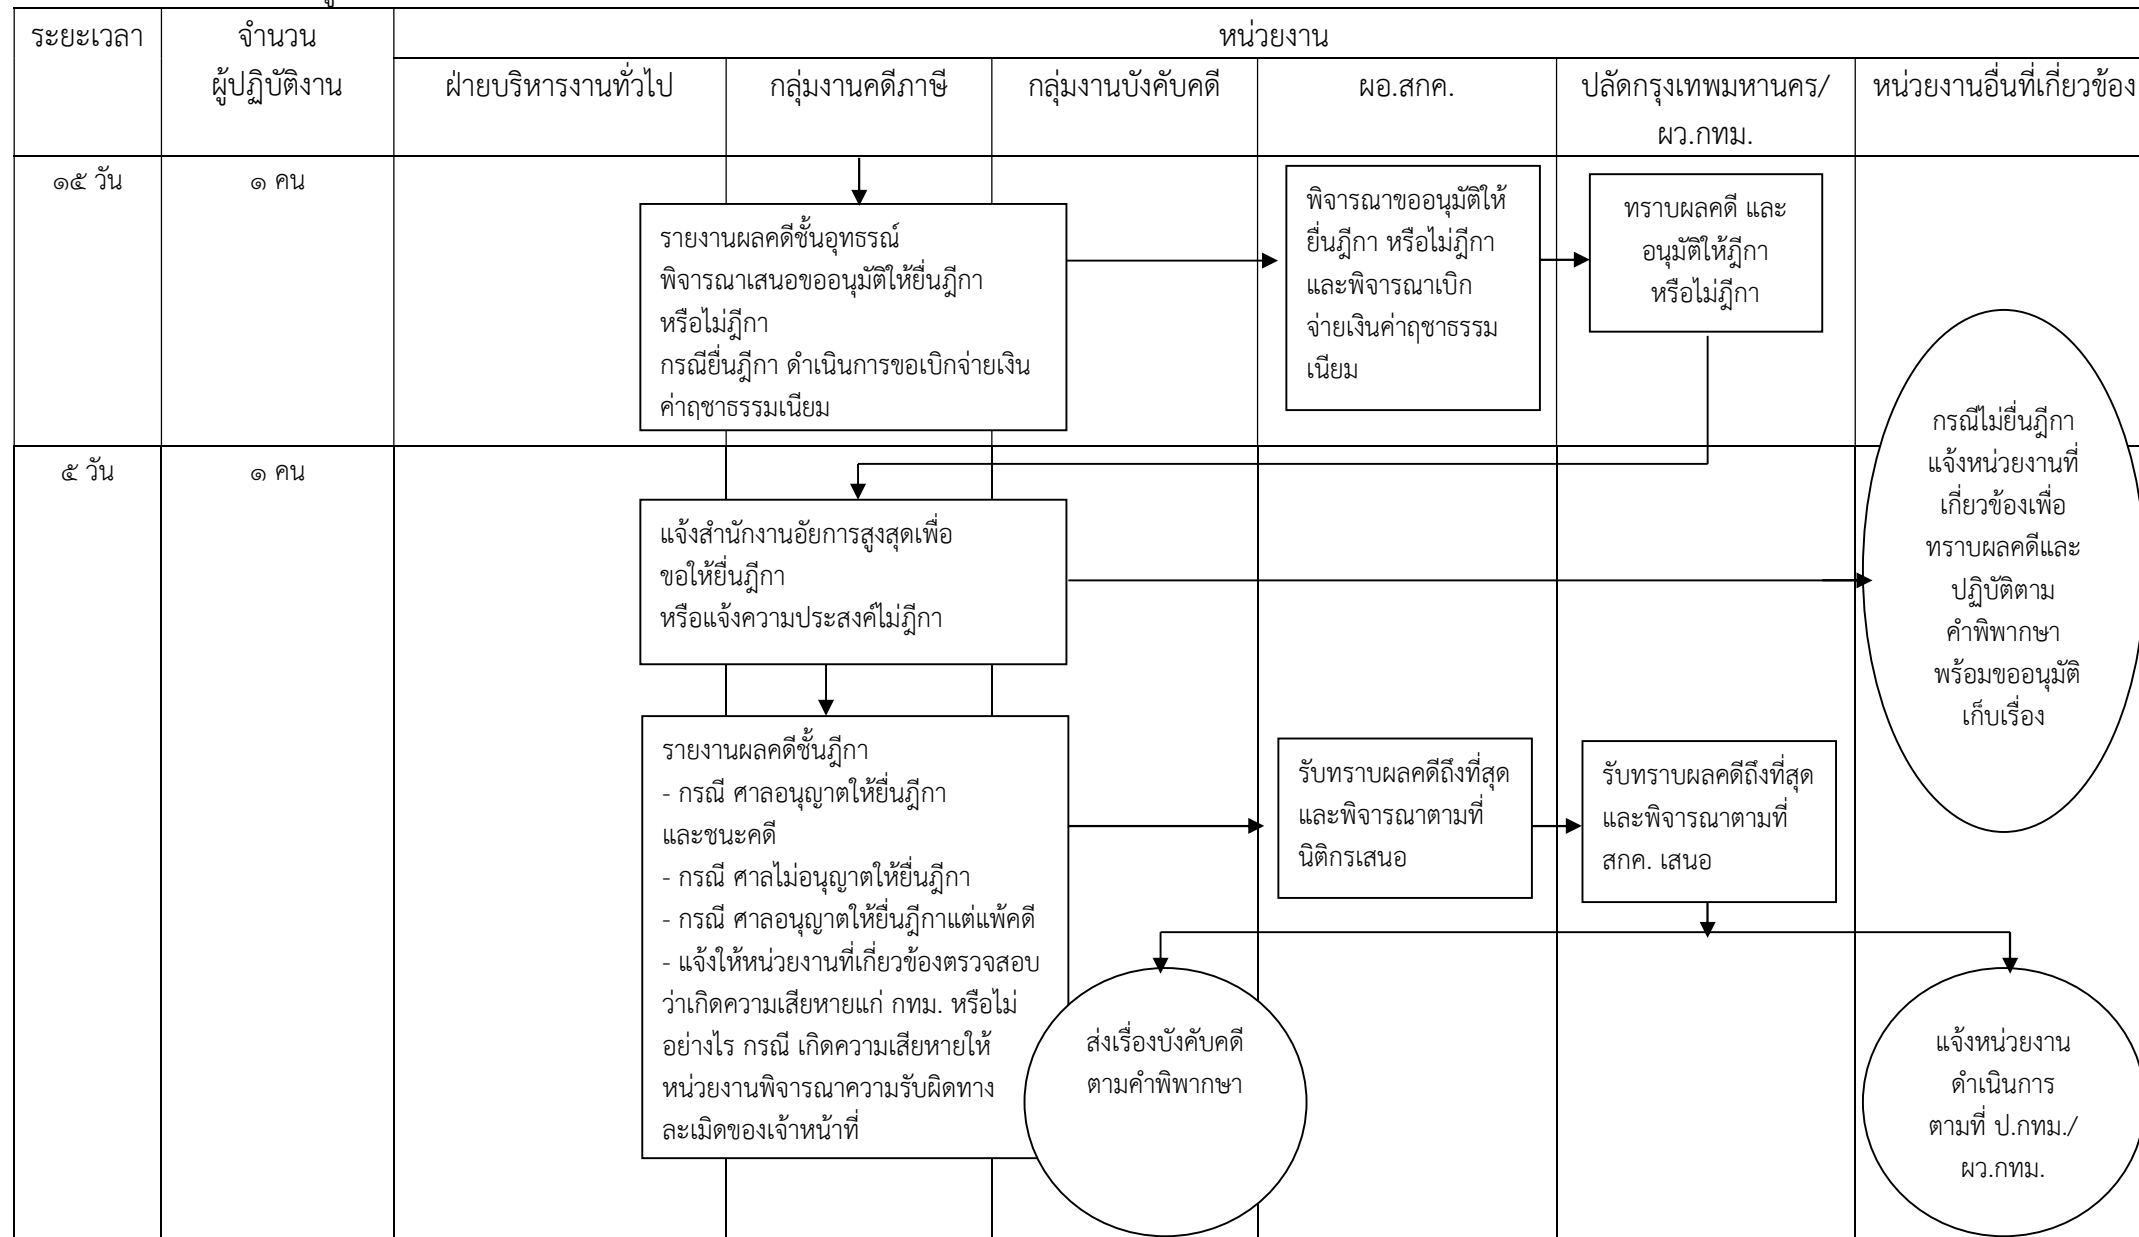 ระยะเวลา
จำนวน
ผู้ปฏิบัติงาน
หน่วยงาน
ฝ่ายบริหารงานทั่วไป
กลุ่มงานคดีภาษี
กลุ่มงานบังคับคดี
ผอ.สกค.
ปลัดกรุงเทพมหานคร/
ผว.กทม.
หน่วยงานอื่นที่เกี่ยวข้อง
๑๕ วัน
๑ คน
รายงานผลคดีชั้นอุทธรณ์
พิจารณาเสนอขออนุมัติให้ยื่นฎีกา
หรือไม่ฎีกา
กรณียื่นฎีกา ดำเนินการขอเบิกจ่ายเงิน
ค่าฤชาธรรมเนียม
พิจารณาขออนุมัติให้
ยื่นฎีกา หรือไม่ฎีกา
และพิจารณาเบิก
จ่ายเงินค่าฤชาธรรม
เนียม
ทราบผลคดี และ
อนุมัติให้ฎีกา
หรือไม่ฎีกา
กรณีไม่ยื่นฎีกา
แจ้งหน่วยงานที่
เกี่ยวข้องเพื่อ
ทราบผลคดีและ
ปฏิบัติตาม
คำพิพากษา
พร้อมขออนุมัติ
เก็บเรื่อง
๕ วัน
๑ คน
แจ้งสำนักงานอัยการสูงสุดเพื่อ
ขอให้ยื่นฎีกา
หรือแจ้งความประสงค์ไม่ฎีกา
รายงานผลคดีชั้นฎีกา
- กรณี ศาลอนุญาตให้ยื่นฎีกา
และชนะคดี
- กรณี ศาลไม่อนุญาตให้ยื่นฎีกา
- กรณี ศาลอนุญาตให้ยื่นฎีกาแต่แพ้คดี
- แจ้งให้หน่วยงานที่เกี่ยวข้องตรวจสอบ
ว่าเกิดความเสียหายแก่ กทม. หรือไม่
อย่างไร กรณี เกิดความเสียหายให้
หน่วยงานพิจารณาความรับผิดทาง
ละเมิดของเจ้าหน้าที่
รับทราบผลคดีถึงที่สุด
และพิจารณาตามที่
นิติกรเสนอ
รับทราบผลคดีถึงที่สุด
และพิจารณาตามที่
สกค. เสนอ
ส่งเรื่องบังคับคดี
ตามคำพิพากษา
แจ้งหน่วยงาน
ดำเนินการ
ตามที่ ป.กทม./
ผว.กทม.